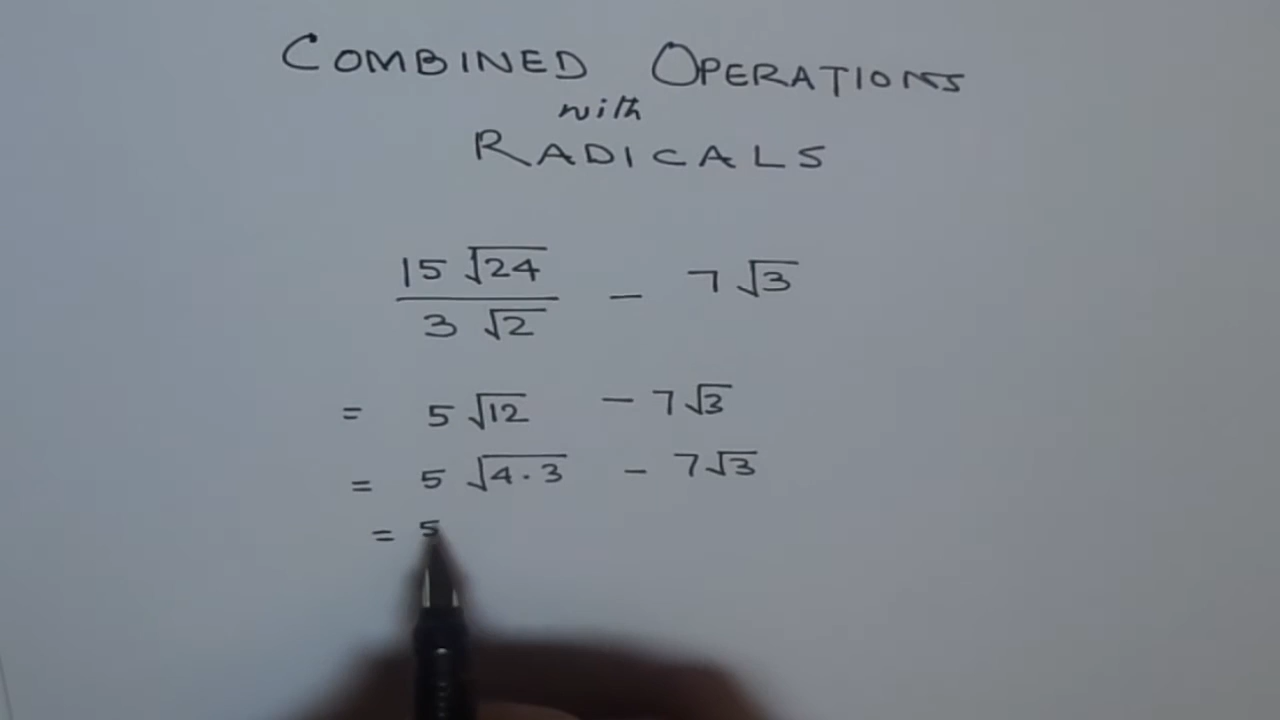 COMBINED OPERATIONS
with
RADICALS
15 √24
3 √2
− 7√3
= 5 √12 − 7√3
= 5 √4·3 − 7√3
= 5